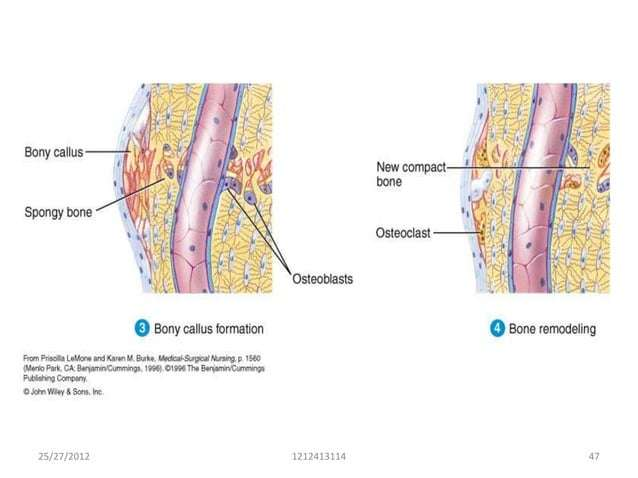 Bony callus
Spongy bone
Osteoblasts
3 Bony callus formation
New compact
bone
Osteoclast
4 Bone remodeling
From Priscilla LeMone and Karen M. Burke, Medical-Surgical Nursing, p. 1560
(Menlo Park, CA: Benjamin/Cummings, 1996). ©1996 The Benjamin/Cummings
Publishing Company.
© John Wiley & Sons, Inc.
25/27/2012
1212413114
47